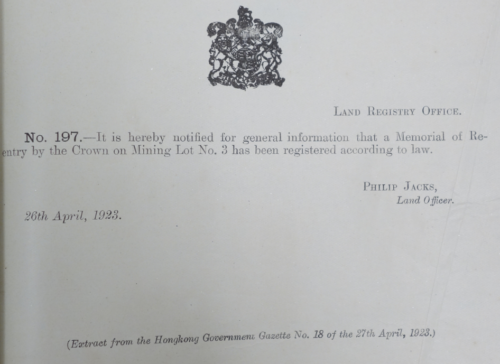 LAND REGISTRY OFFICE.
No. 197.—It is hereby notified for general information that a Memorial of Re-
entry by the Crown on Mining Lot No. 3 has been registered according to law.
PHILIP JACKS,
Land Officer.
26th April, 1923.
(Extract from the Hongkong Government Gazette No. 18 of the 27th April, 1923.)